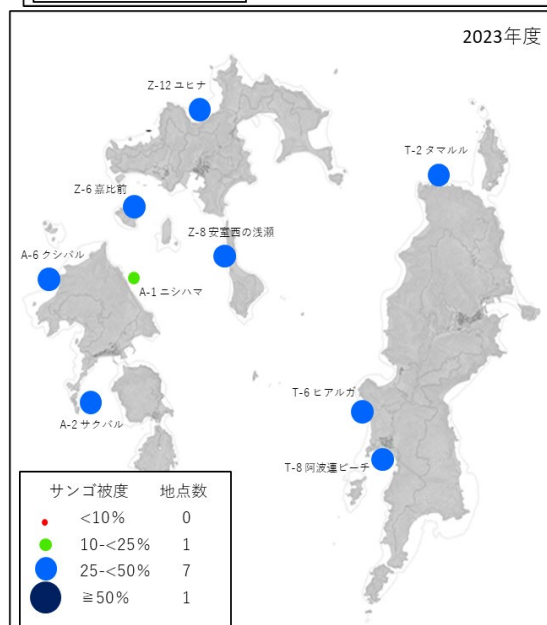 2023年度
Z-12 ユヒナ
T-2 タマルル
Z-6 嘉比前
Z-8 安室西の浅瀬
A-6 クシバル
A-1 ニシハマ
A-2 サクバル
T-6 ヒアルガ
T-8 阿波連ビーチ
サンゴ被度 地点数
<10% 0
10-<25% 1
25-<50% 7
≧50% 1